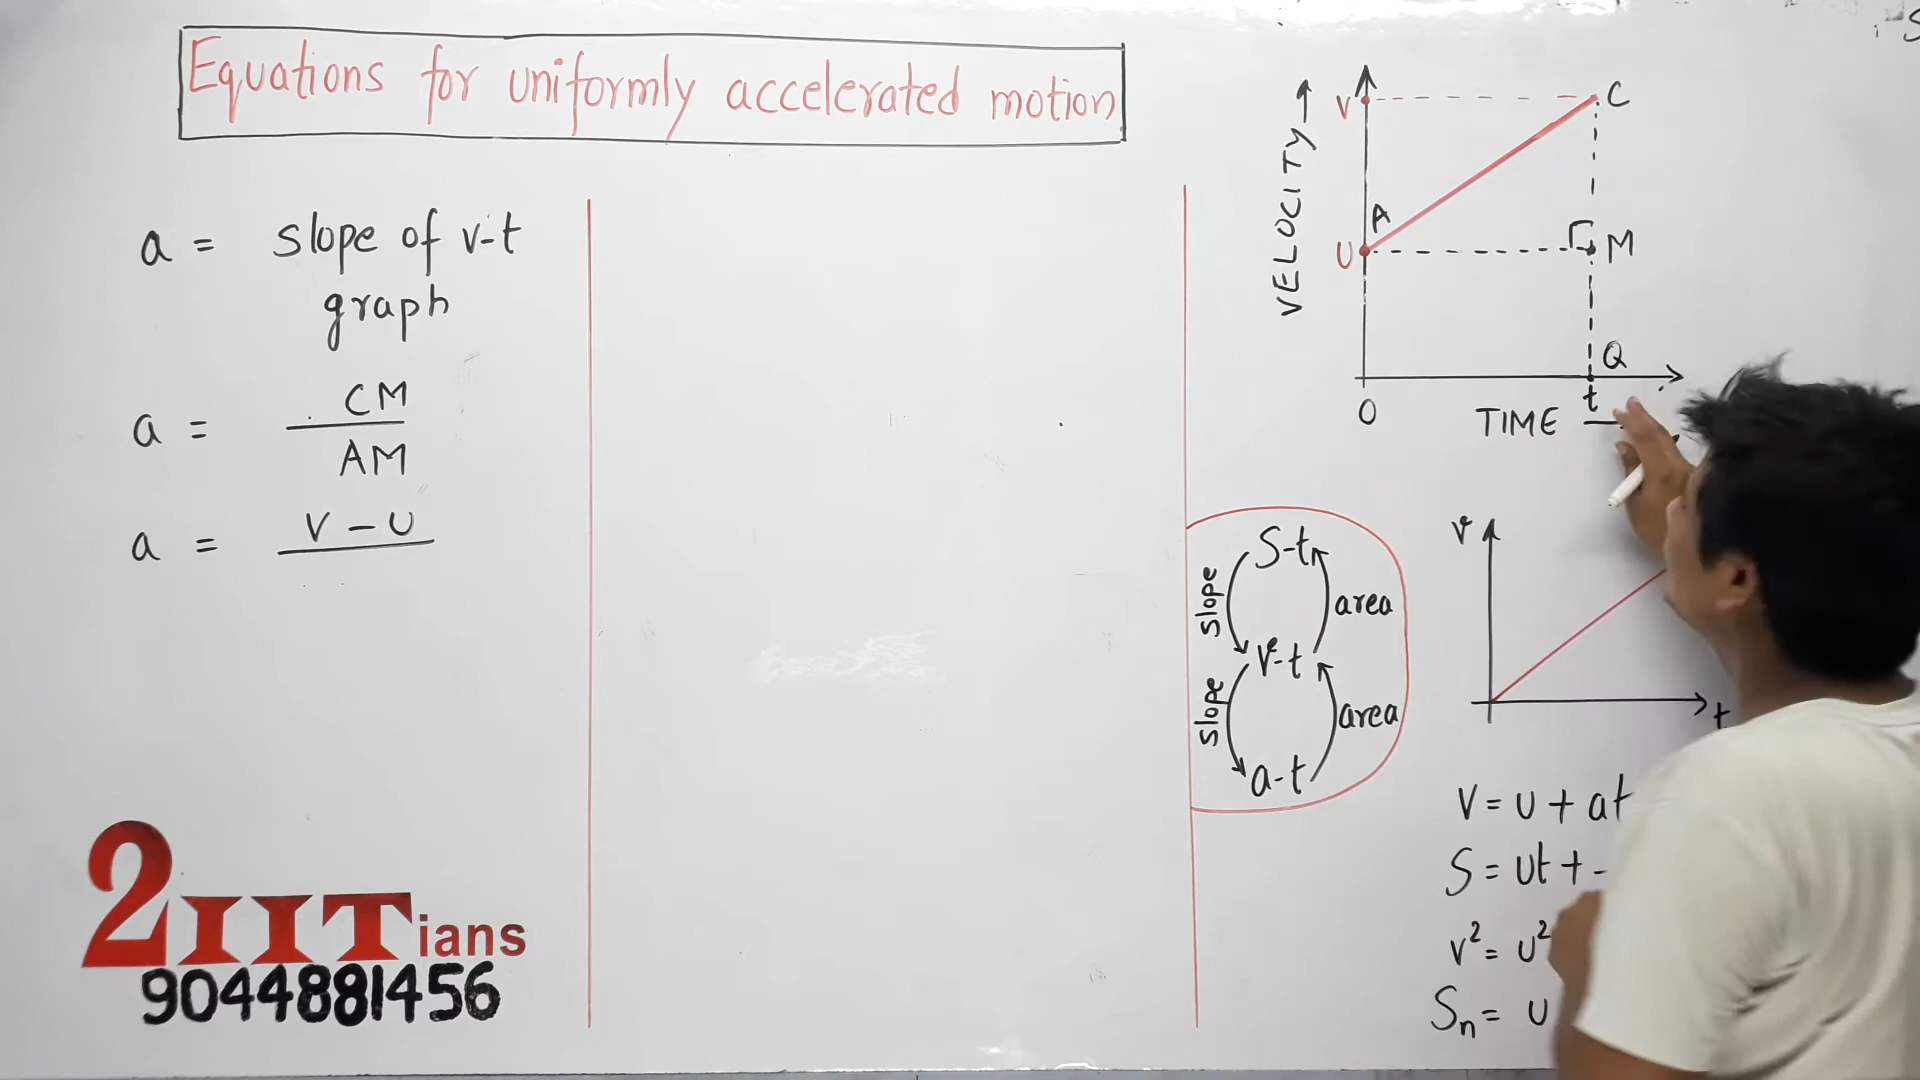 Equations for uniformly accelerated motion
a = slope of v-t
graph
a = CM
AM
a = V - U
2IITians
9044881456
VELOCITY →
V
C
A
U
M
Q
O
t
TIME
S-t
slope
area
v-t
slope
area
a-t
v
t
V = U + at
S = Ut +
V² = U²
Sn = U